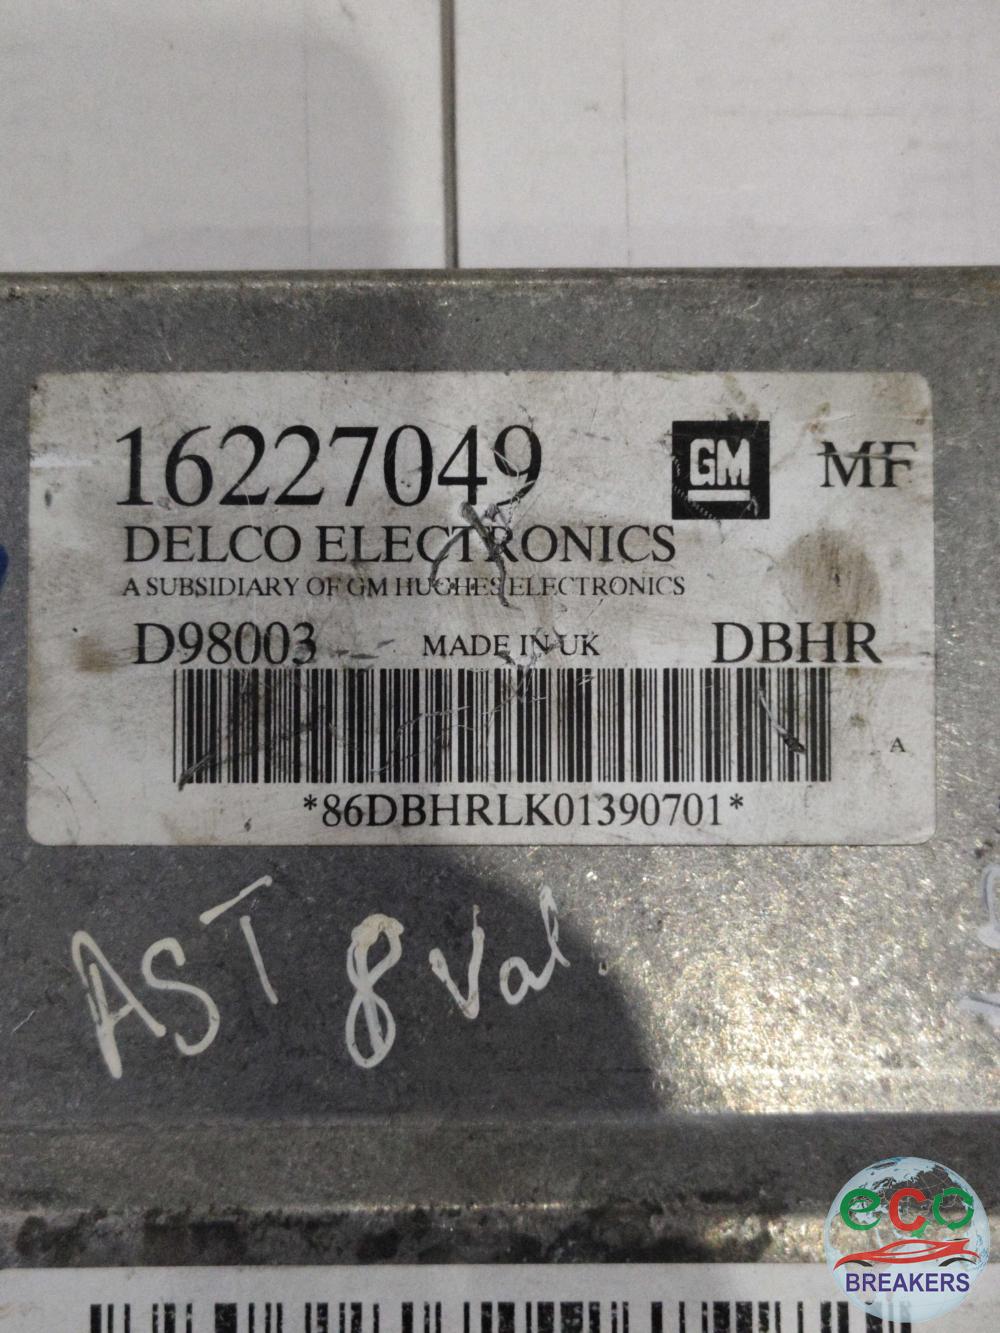 16227049
GM
MF
DELCO ELECTRONICS
A SUBSIDIARY OF GM HUGHES ELECTRONICS
D98003 MADE IN UK DBHR
A
*86DBHRLK01390701*
AST 8 Val
eco
BREAKERS